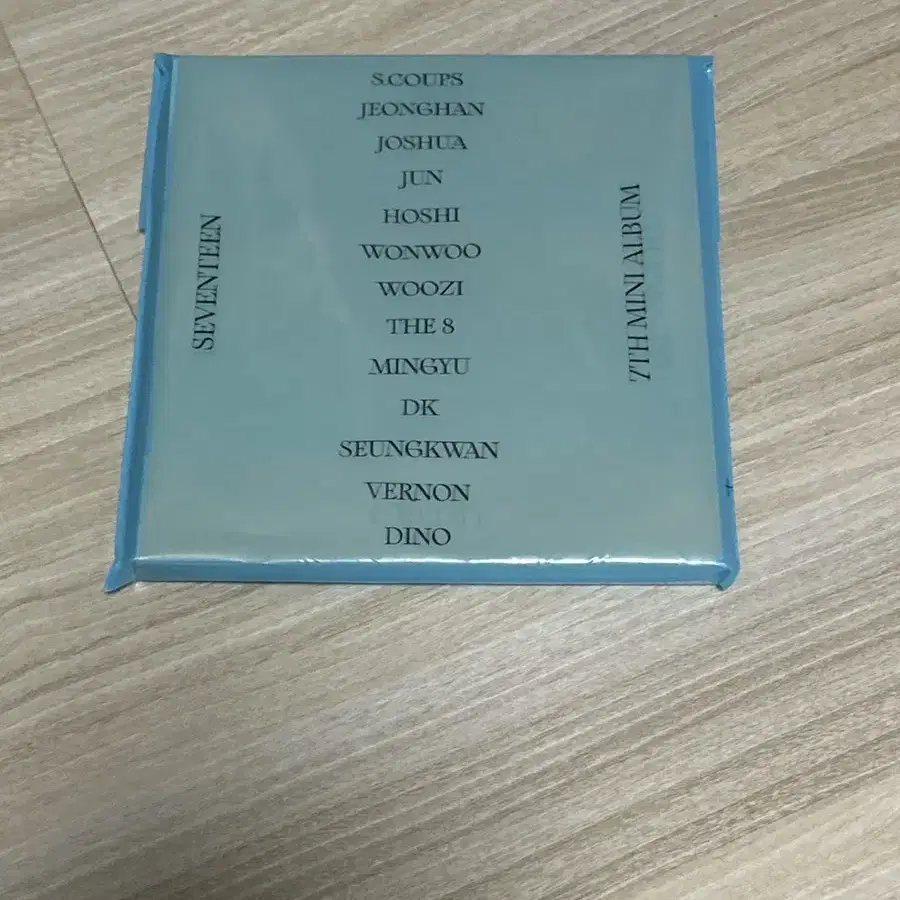 S.COUPS
JEONGHAN
JOSHUA
JUN
HOSHI
WONWOO
WOOZI
THE 8
MINGYU
DK
SEUNGKWAN
VERNON
DINO
SEVENTEEN
7TH MINI ALBUM